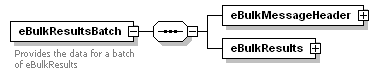 eBulkMessageHeader
eBulkResultsBatch
eBulkResults
Provides the data for a batch
of eBulkResults